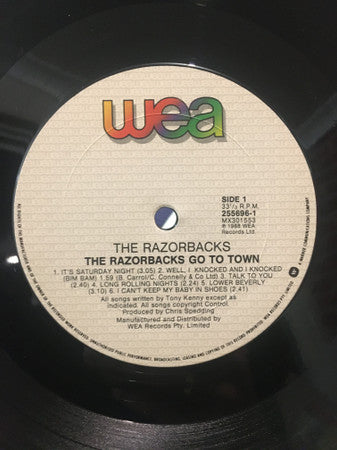 wea
SIDE 1
33⅓ R.P.M.
255696-1
MX301553
℗ 1988 WEA
Records Ltd.
THE RAZORBACKS
THE RAZORBACKS GO TO TOWN
1. IT'S SATURDAY NIGHT (3.05) 2. WELL, I KNOCKED AND I KNOCKED
(BIM BAM) 1.59 (B. Carrol/C. Connelly & Co Ltd) 3. TALK TO YOU
(2.40) 4. LONG ROLLING NIGHTS (2.24) 5. LOWER BEVERLY
(3.10) 6. I CAN'T KEEP MY BABY IN SHOES (2.41)
All songs written by Tony Kenny except as
indicated. All songs copyright Control.
Produced by Chris Spedding
Manufactured and Distributed by
WEA Records Pty. Limited